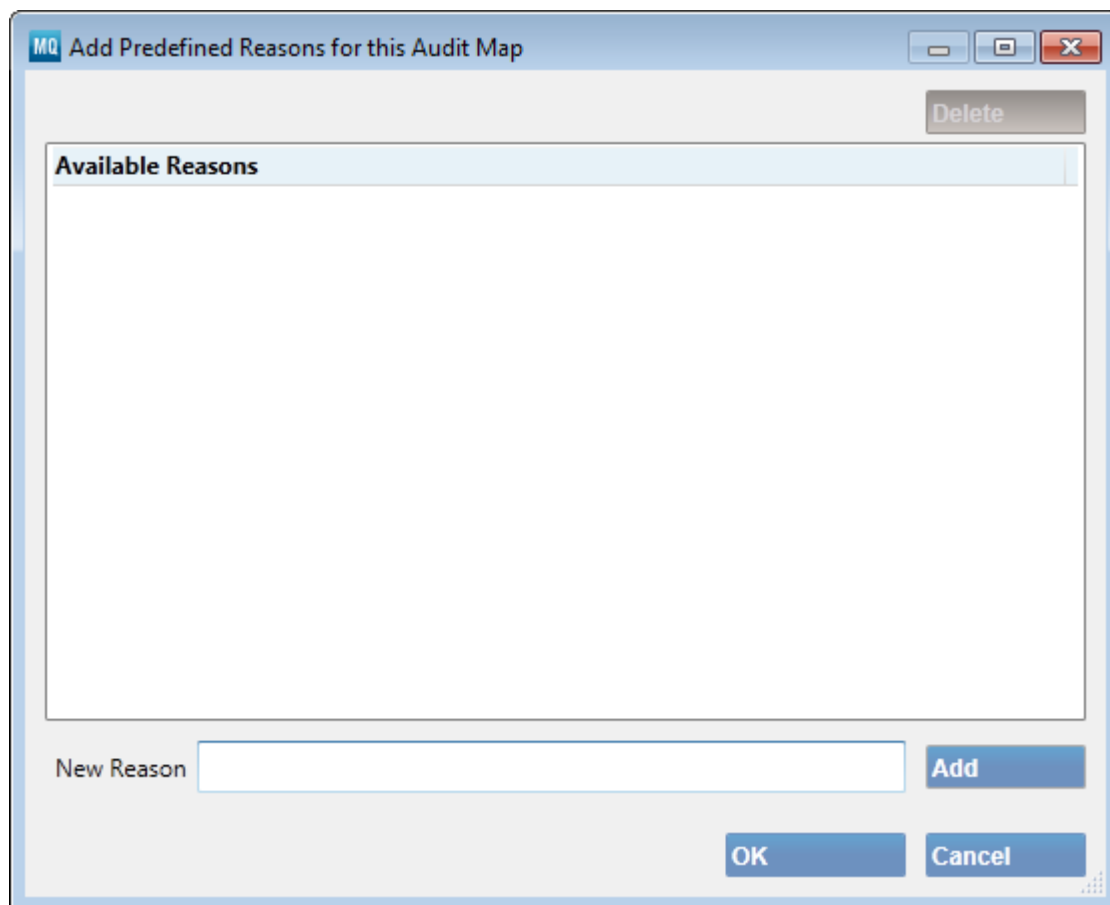 MQ Add Predefined Reasons for this Audit Map
Delete
Available Reasons
New Reason
Add
OK
Cancel